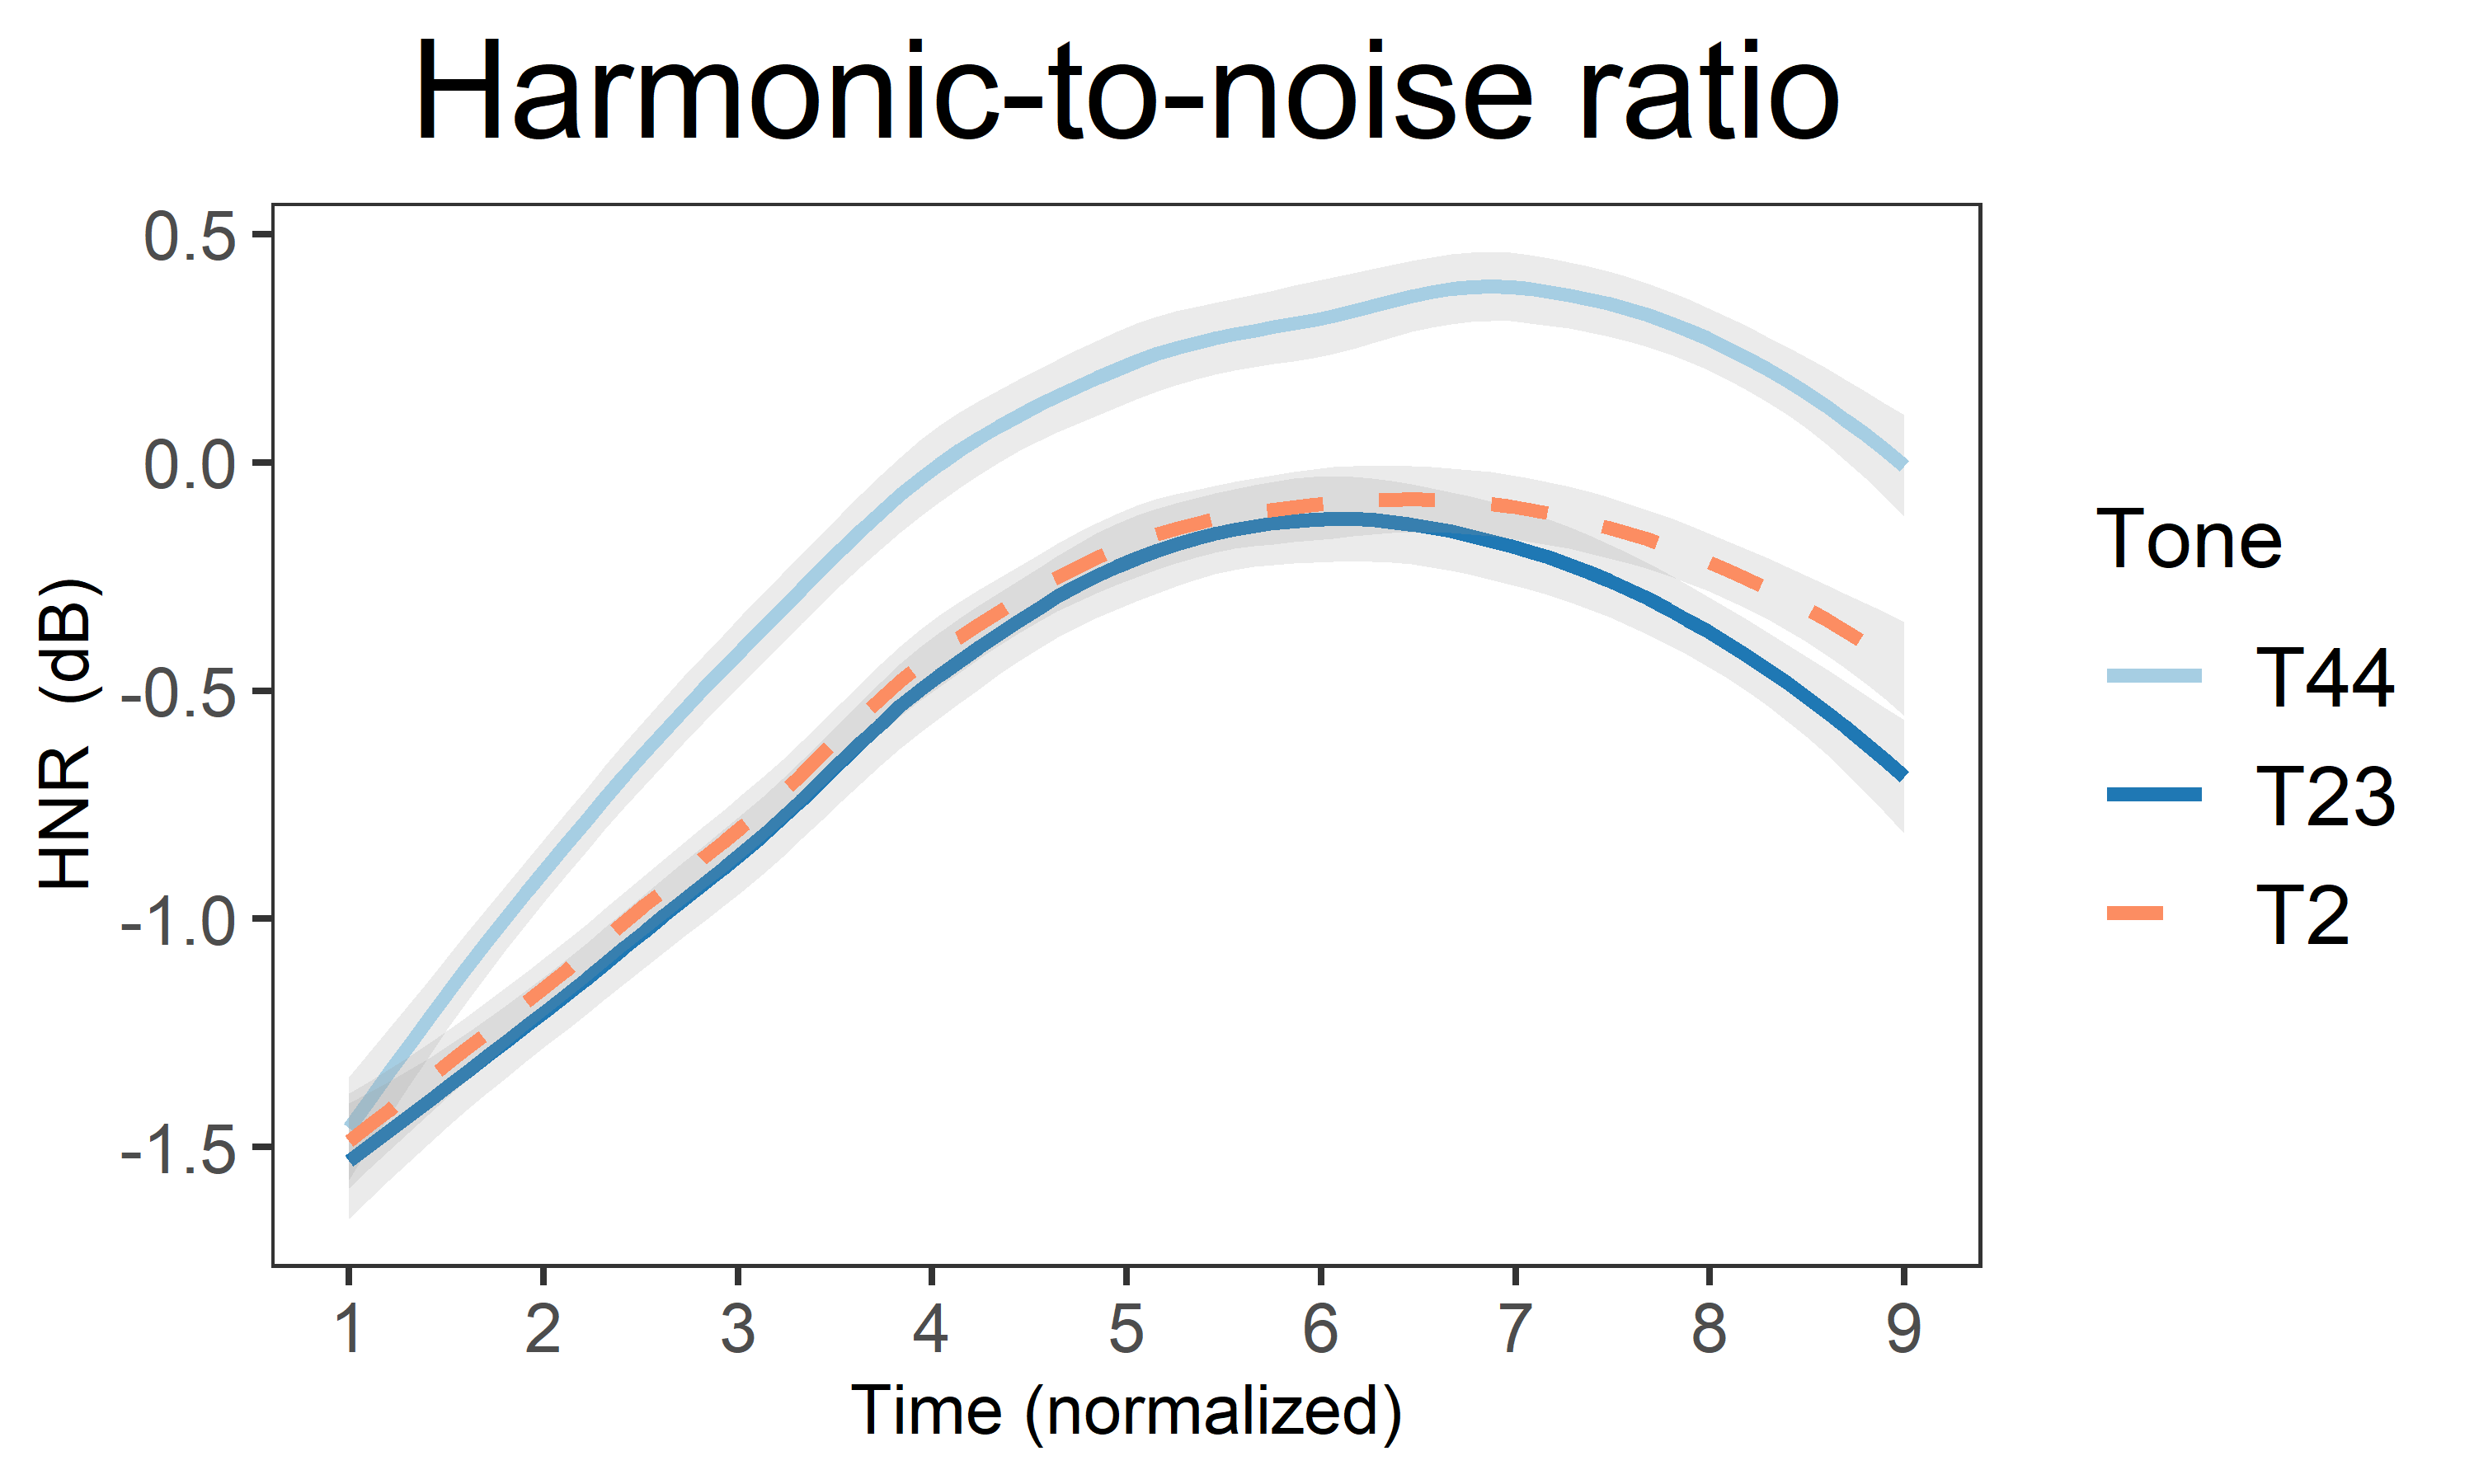 Harmonic-to-noise ratio
HNR (dB)
0.5
0.0
-0.5
-1.0
-1.5
1 2 3 4 5 6 7 8 9
Time (normalized)
Tone
T44
T23
T2